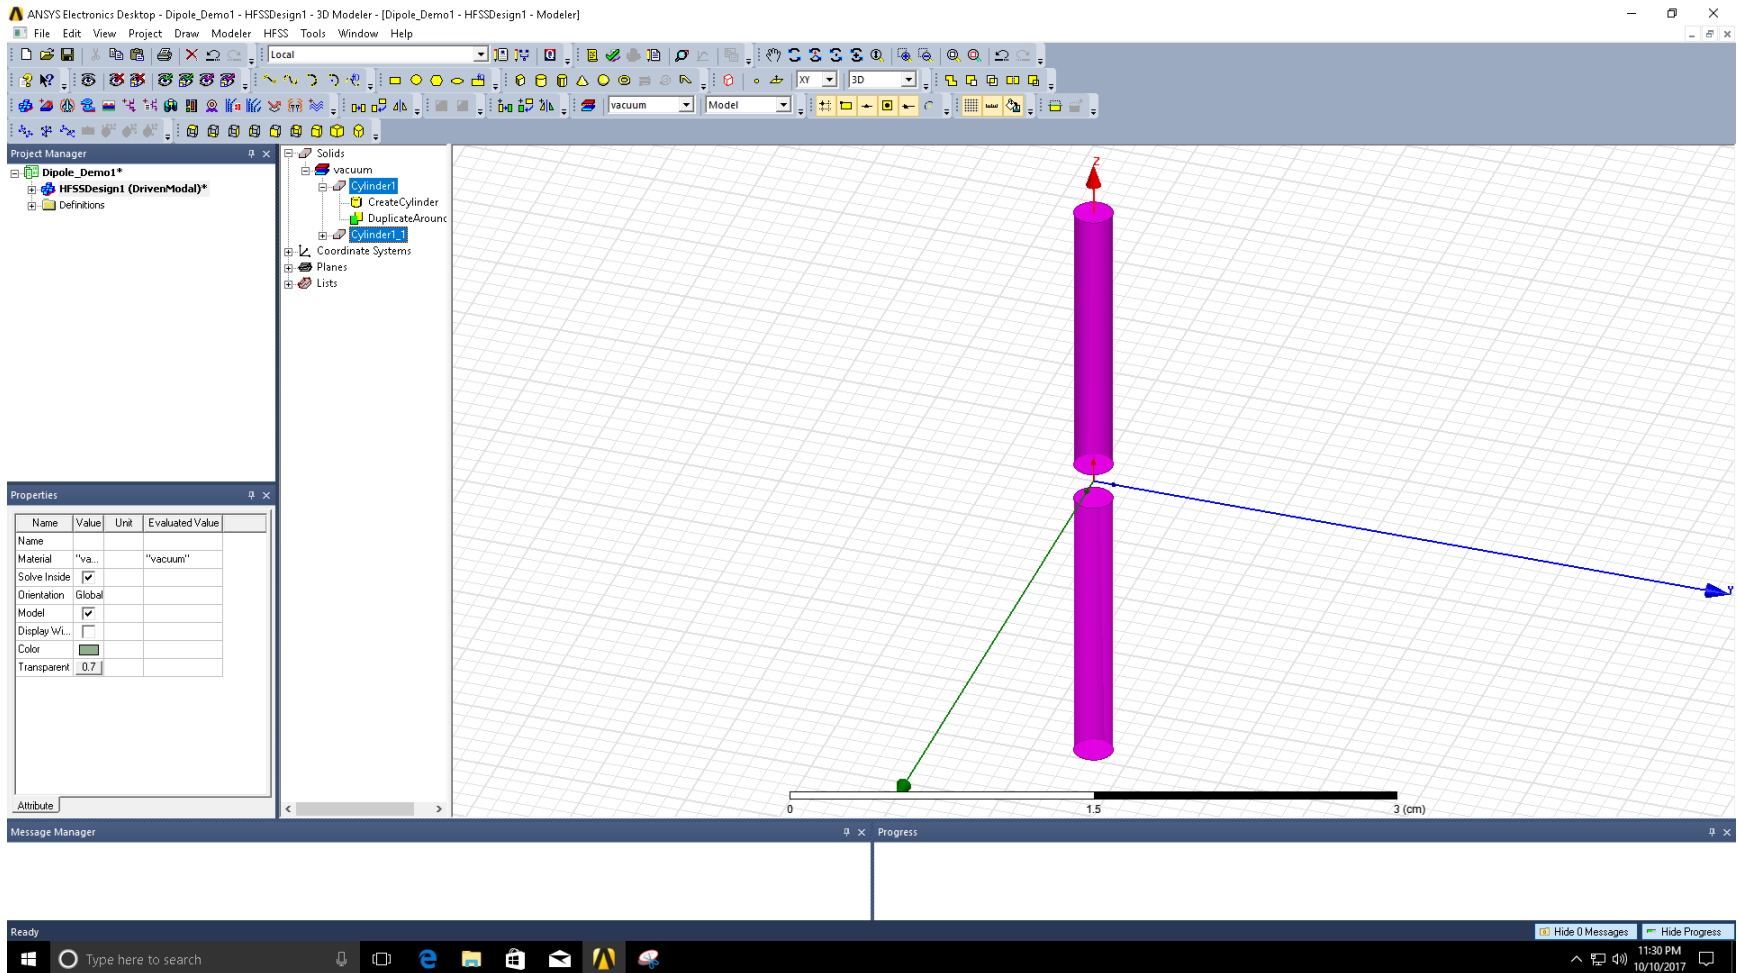 ANSYS Electronics Desktop - Dipole_Demo1 - HFSSDesign1 - 3D Modeler - [Dipole_Demo1 - HFSSDesign1 - Modeler]
File Edit View Project Draw Modeler HFSS Tools Window Help
Local
XY 3D
vacuum Model
Project Manager
Dipole_Demo1*
HFSSDesign1 (DrivenModal)*
Definitions
Solids
vacuum
Cylinder1
CreateCylinder
DuplicateAroun
Cylinder1_1
Coordinate Systems
Planes
Lists
Z
Y
0 1.5 3 (cm)
Properties
Name Value Unit Evaluated Value
Name
Material "va... "vacuum"
Solve Inside
Orientation Global
Model
Display Wi...
Color
Transparent 0.7
Attribute
Message Manager
Progress
Ready
Hide 0 Messages Hide Progress
Type here to search
11:30 PM
10/10/2017